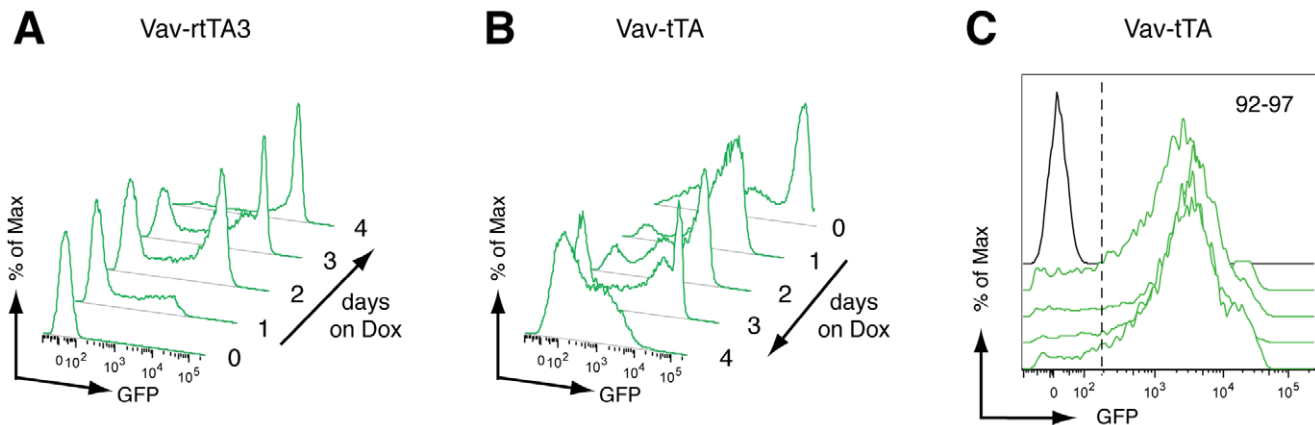 A
Vav-rtTA3
% of Max
0 10² 10³ 10⁴ 10⁵
GFP
4
3
2
1
0
days
on Dox
B
Vav-tTA
% of Max
0 10² 10³ 10⁴ 10⁵
GFP
0
1
2
3
4
days
on Dox
C
Vav-tTA
92-97
% of Max
0 10² 10³ 10⁴ 10⁵
GFP